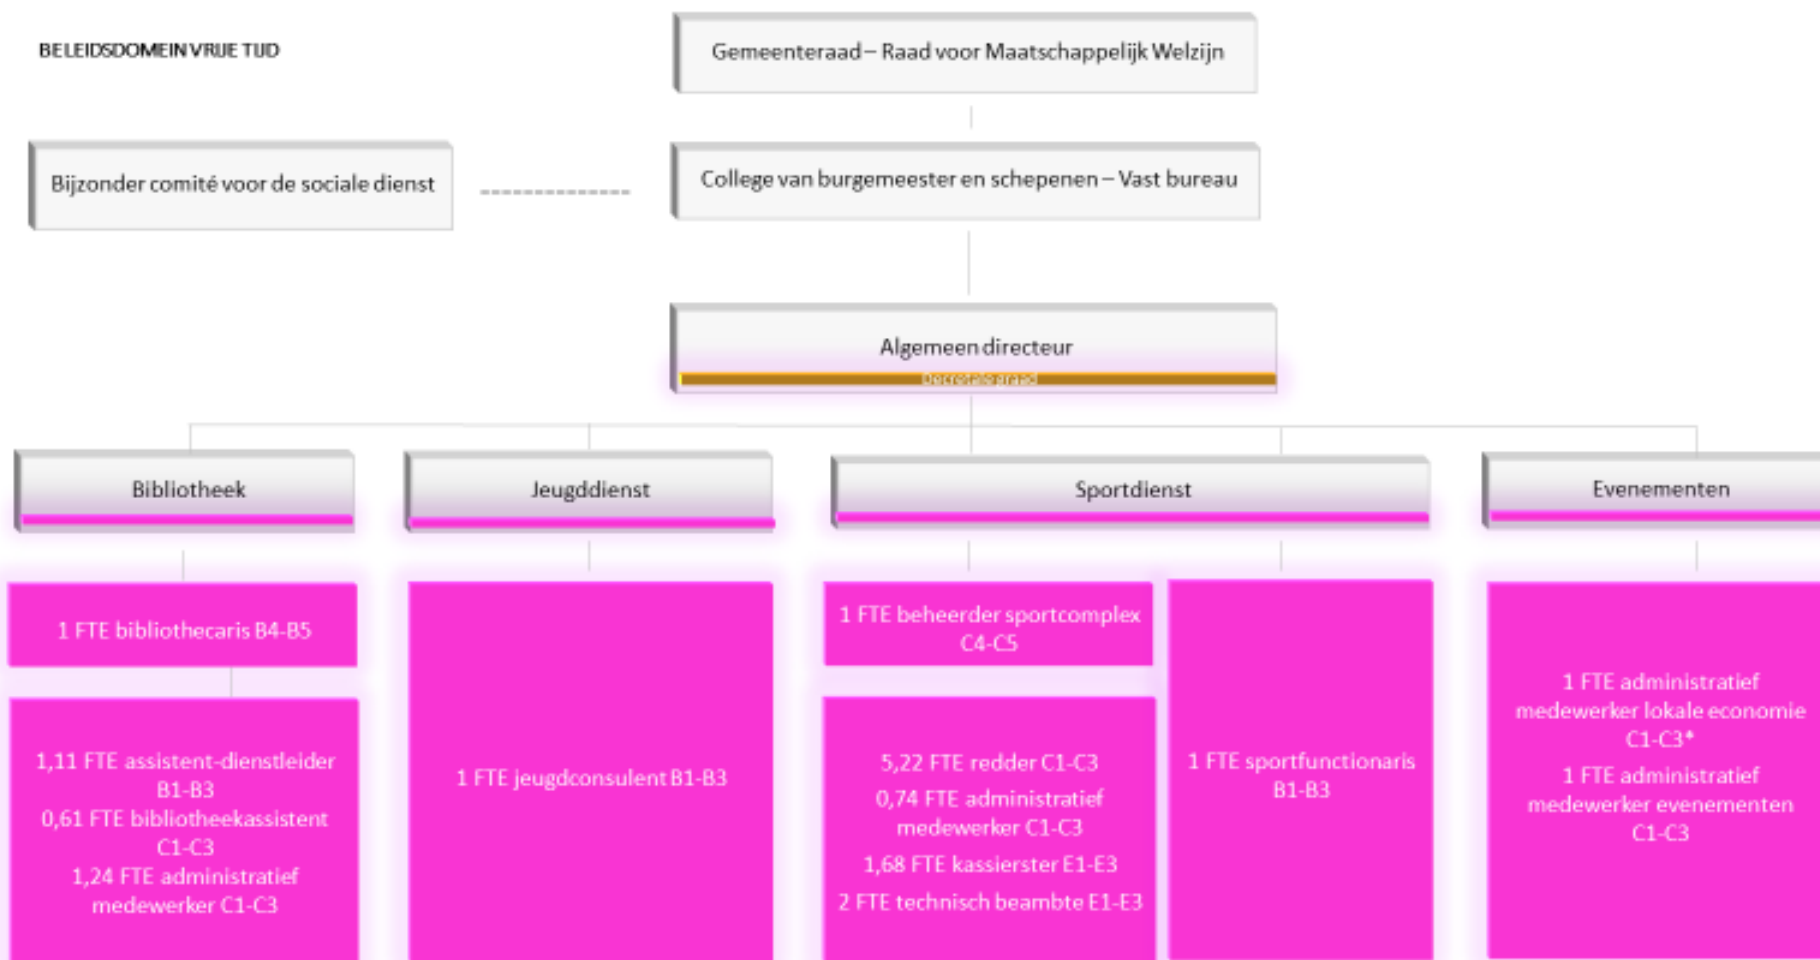 BELEIDSDOMEIN VRIJE TIJD
Gemeenteraad – Raad voor Maatschappelijk Welzijn
Bijzonder comité voor de sociale dienst
College van burgemeester en schepenen – Vast bureau
Algemeen directeur
Decretale graad
Bibliotheek
Jeugddienst
Sportdienst
Evenementen
1 FTE bibliothecaris B4-B5
1,11 FTE assistent-dienstleider
B1-B3
0,61 FTE bibliotheekassistent
C1-C3
1,24 FTE administratief
medewerker C1-C3
1 FTE jeugdconsulent B1-B3
1 FTE beheerder sportcomplex
C4-C5
5,22 FTE redder C1-C3
0,74 FTE administratief
medewerker C1-C3
1,68 FTE kassierster E1-E3
2 FTE technisch beambte E1-E3
1 FTE sportfunctionaris
B1-B3
1 FTE administratief
medewerker lokale economie
C1-C3*
1 FTE administratief
medewerker evenementen
C1-C3